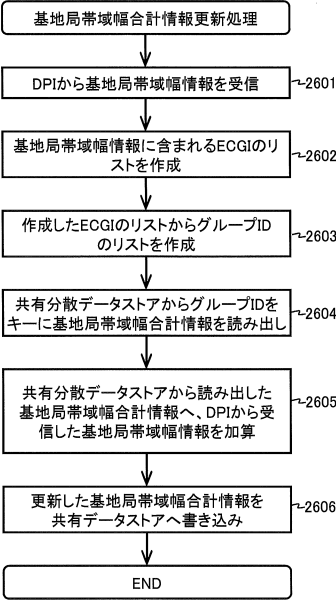 基地局帯域幅合計情報更新処理
DPIから基地局帯域幅情報を受信
2601
基地局帯域幅情報に含まれるECGIのリ
ストを作成
2602
作成したECGIのリストからグループID
のリストを作成
2603
共有分散データストアからグループIDを
キーに基地局帯域幅合計情報を読み出し
2604
共有分散データストアから読み出した
基地局帯域幅合計情報へ、DPIから受
信した基地局帯域幅情報を加算
2605
更新した基地局帯域幅合計情報を
共有データストアへ書き込み
2606
END